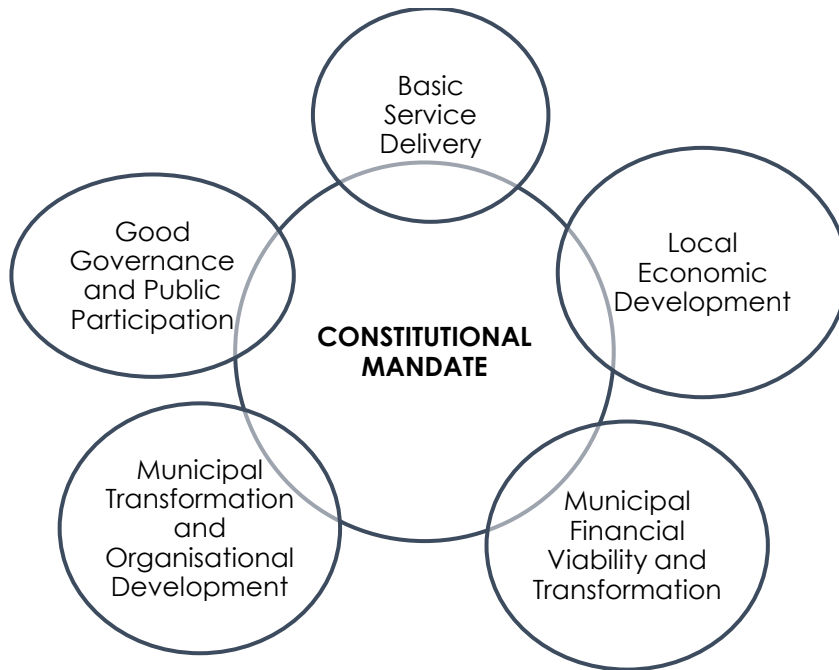 Basic
Service
Delivery
Good
Governance
and Public
Participation
Local
Economic
Development
CONSTITUTIONAL
MANDATE
Municipal
Transformation
and
Organisational
Development
Municipal
Financial
Viability and
Transformation